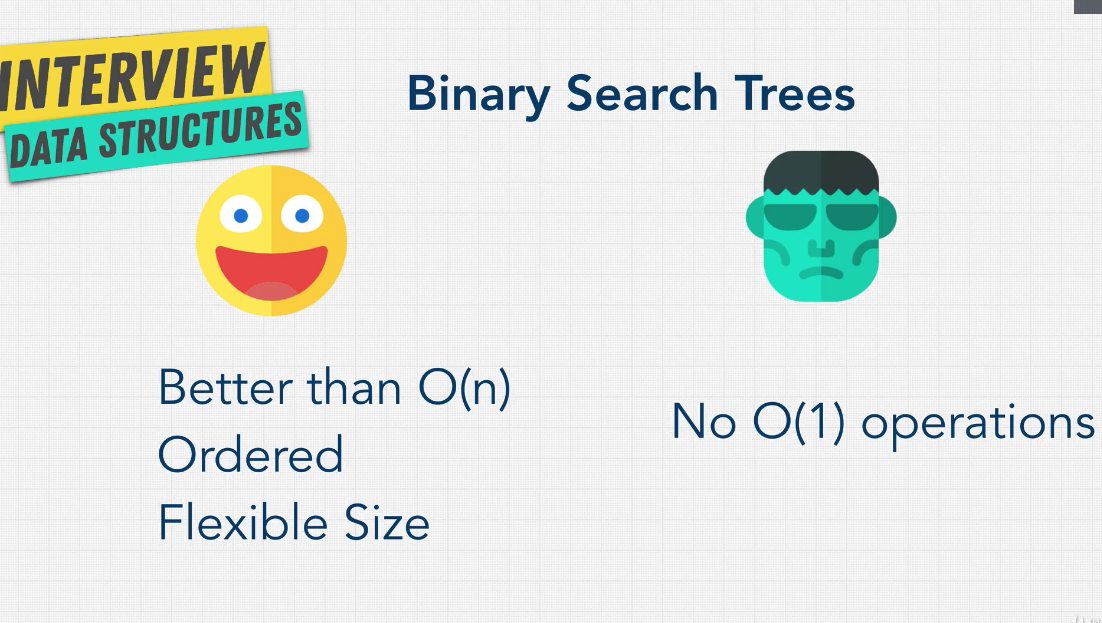 INTERVIEW
DATA STRUCTURES
Binary Search Trees
Better than O(n)
Ordered
Flexible Size
No O(1) operations